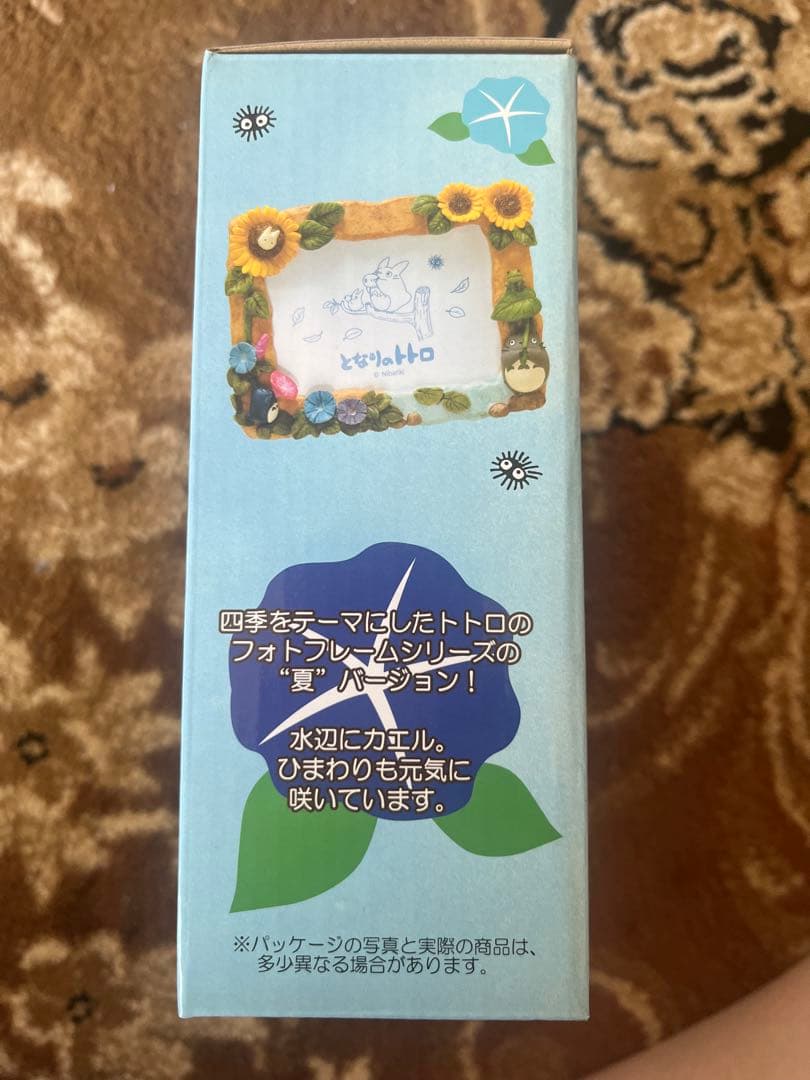 となりのトトロ
© Nibariki
四季をテーマにしたトトロの
フォトフレームシリーズの
“夏”バージョン！
水辺にカエル。
ひまわりも元気に
咲いています。
※パッケージの写真と実際の商品は、
多少異なる場合があります。